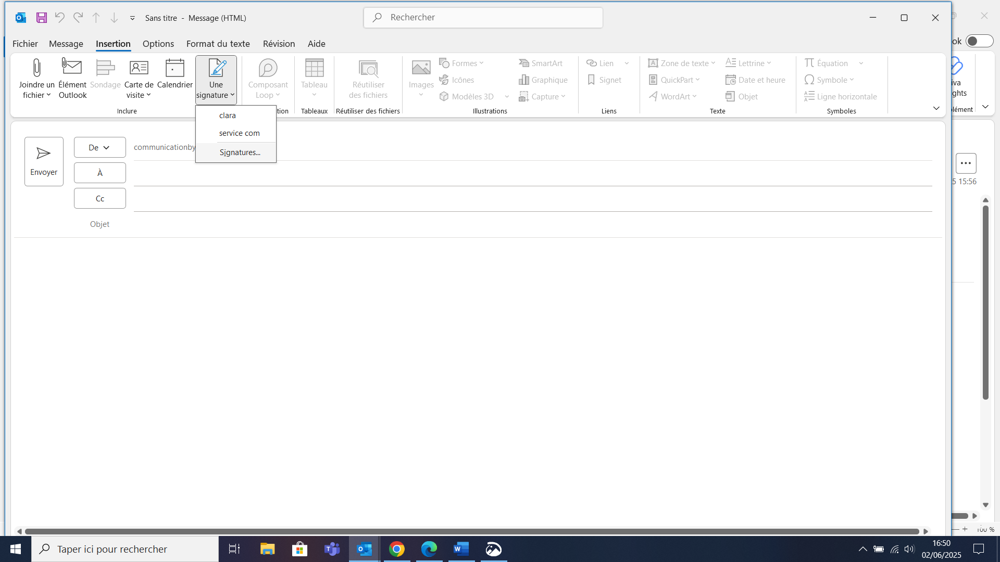 Sans titre - Message (HTML)
Rechercher
Fichier Message Insertion Options Format du texte Révision Aide
ok
Joindre un fichier
Élément Outlook
Sondage
Carte de visite
Calendrier
Une signature
Composant Loop
Tableau
Réutiliser des fichiers
Images
Formes
Icônes
Modèles 3D
SmartArt
Graphique
Capture
Lien
Signet
Zone de texte
QuickPart
WordArt
Lettrine
Date et heure
Objet
Équation
Symbole
Ligne horizontale
iva
ghts
Inclure
tion
Tableaux
Réutiliser des fichiers
Illustrations
Liens
Texte
Symboles
lément
clara
service com
Signatures...
Envoyer
De
communicationby
À
Cc
Objet
5 15:56
100 %
Taper ici pour rechercher
16:50
02/06/2025